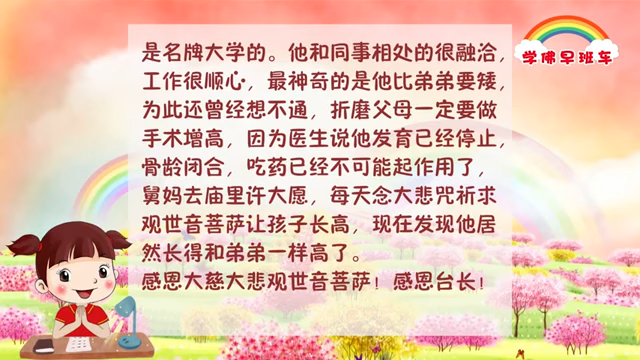 学佛早班车
是名牌大学的。他和同事相处的很融洽，
工作很顺心，最神奇的是他比弟弟要矮，
为此还曾经想不通，折磨父母一定要做
手术增高，因为医生说他发育已经停止，
骨龄闭合，吃药已经不可能起作用了，
舅妈去庙里许大愿，每天念大悲咒祈求
观世音菩萨让孩子长高，现在发现他居
然长得和弟弟一样高了。
感恩大慈大悲观世音菩萨！感恩台长！